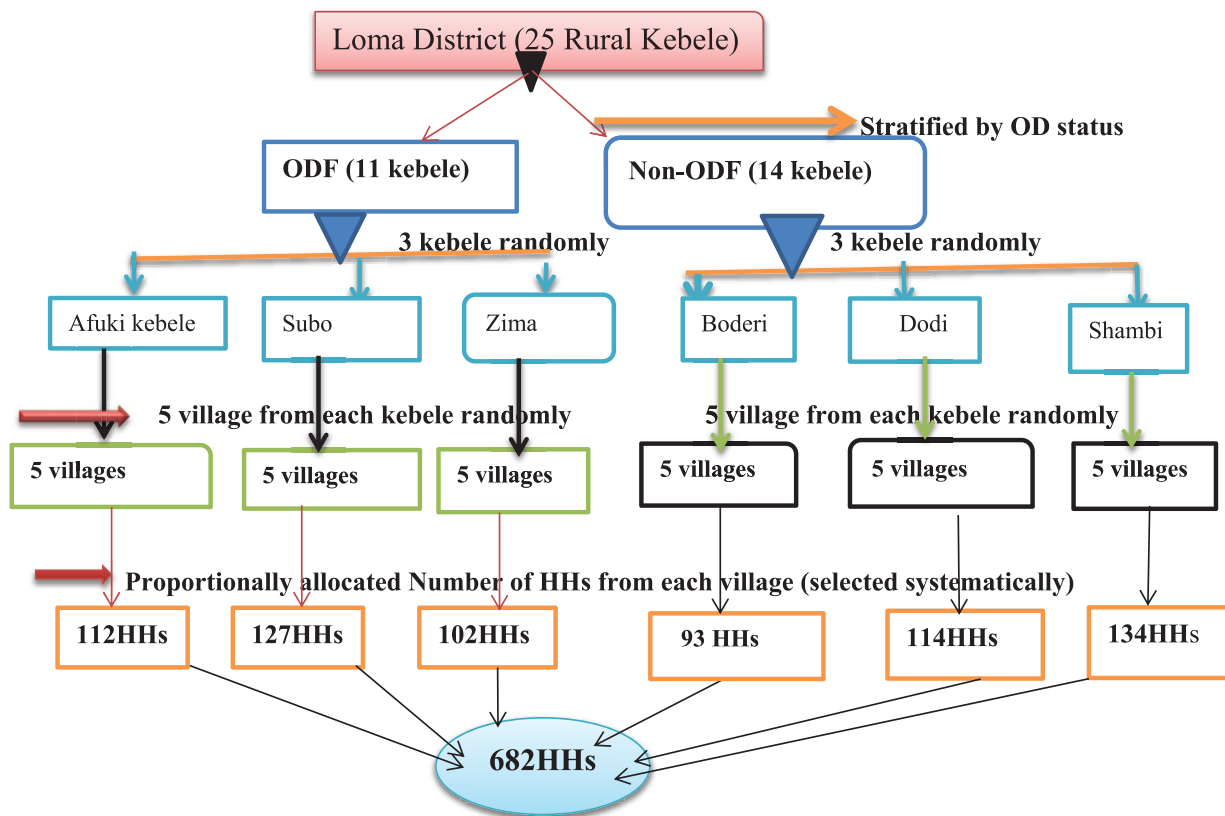 Loma District (25 Rural Kebele)
Stratified by OD status
ODF (11 kebele)
Non-ODF (14 kebele)
3 kebele randomly
3 kebele randomly
Afuki kebele
Subo
Zima
Boderi
Dodi
Shambi
5 village from each kebele randomly
5 village from each kebele randomly
5 villages
5 villages
5 villages
5 villages
5 villages
5 villages
Proportionally allocated Number of HHs from each village (selected systematically)
112HHs
127HHs
102HHs
93 HHs
114HHs
134HHs
682HHs